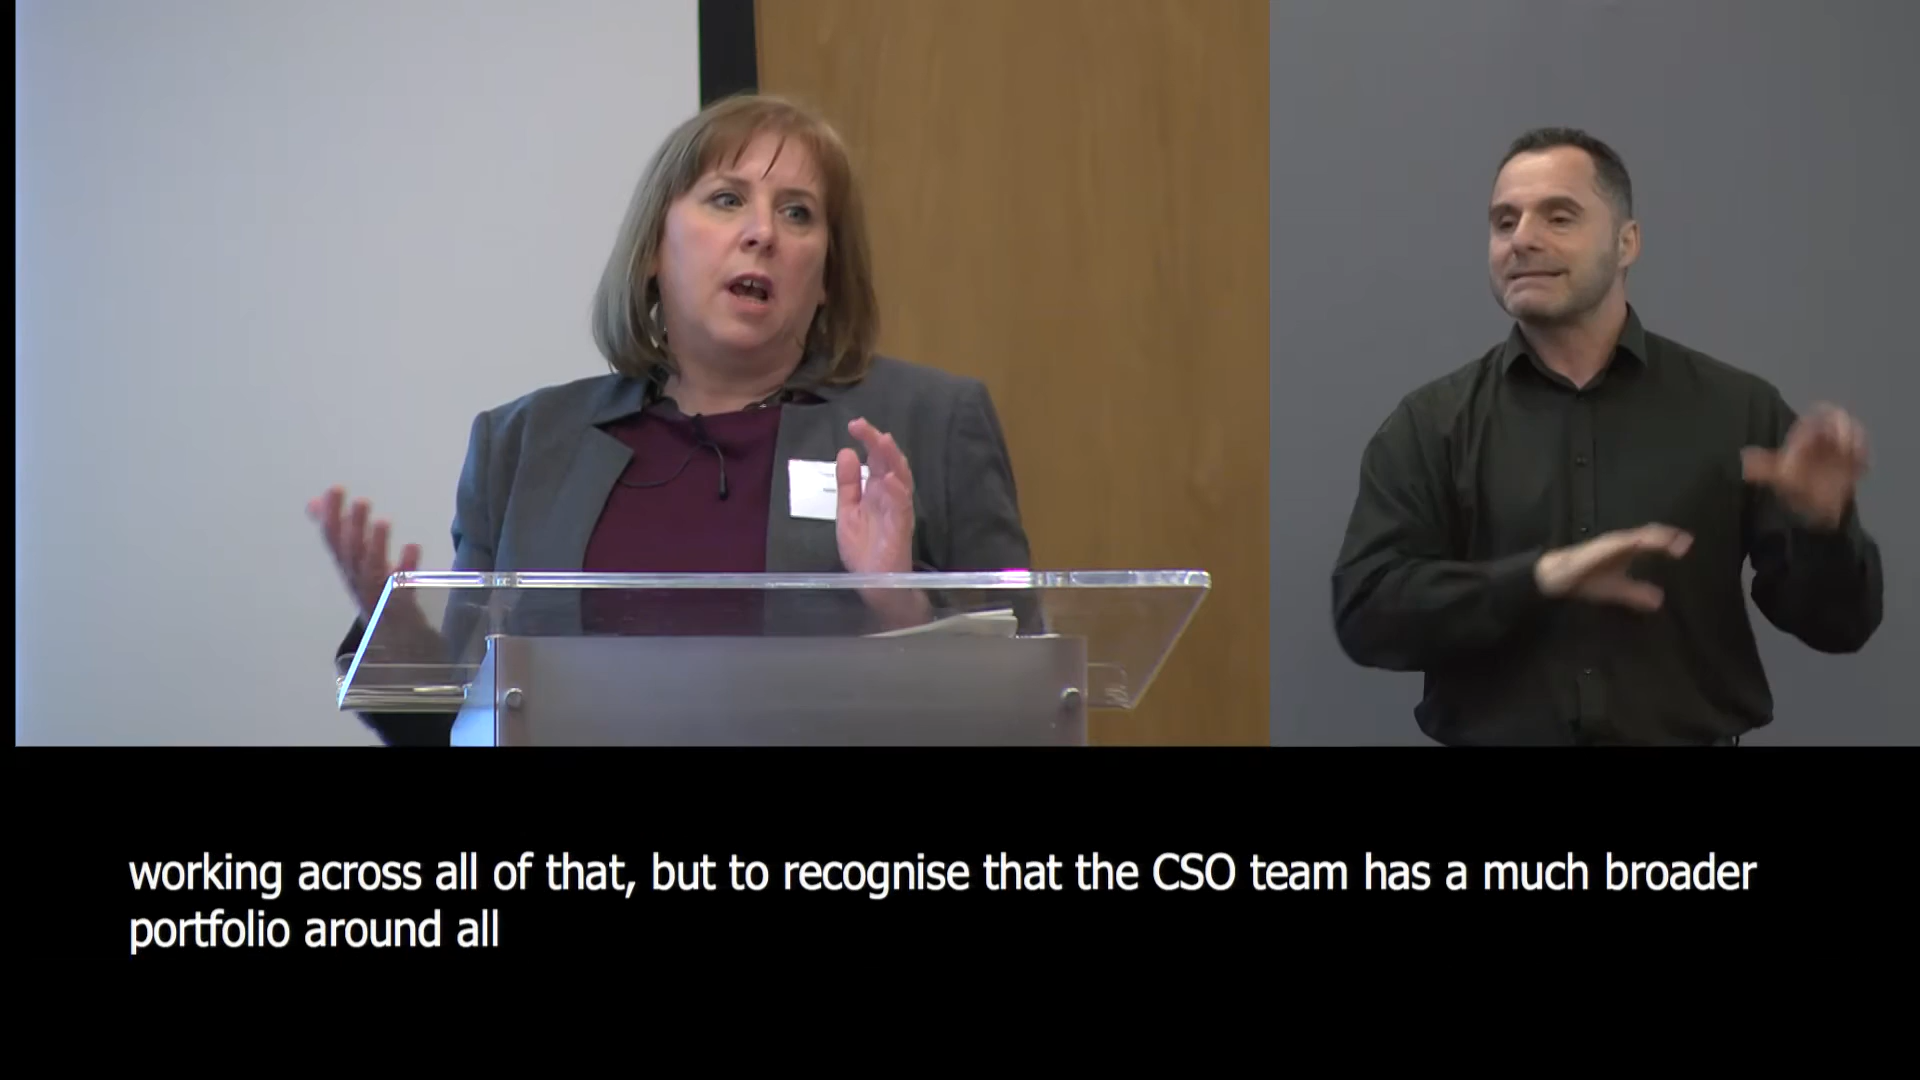 working across all of that, but to recognise that the CSO team has a much broader
portfolio around all